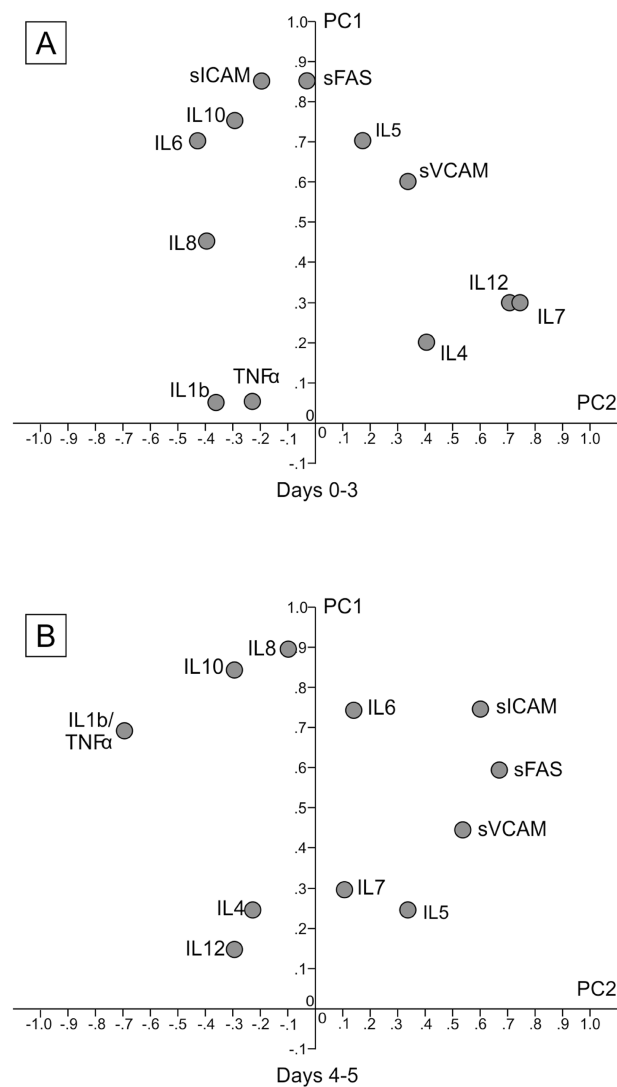 A
1.0
PC1
.9
sICAM
sFAS
.8
IL10
IL5
IL6
.7
sVCAM
.6
.5
IL8
.4
IL12
.3
IL7
.2
IL4
TNFα
IL1b
.1
PC2
0
-1.0 -.9 -.8 -.7 -.6 -.5 -.4 -.3 -.2 -.1 0 .1 .2 .3 .4 .5 .6 .7 .8 .9 1.0
-.1
Days 0-3
B
1.0
PC1
IL8
.9
IL10
.8
IL6
sICAM
IL1b/
TNFα
.7
sFAS
.6
.5
sVCAM
.4
IL7
.3
IL4
IL5
.2
IL12
.1
PC2
0
-1.0 -.9 -.8 -.7 -.6 -.5 -.4 -.3 -.2 -.1 0 .1 .2 .3 .4 .5 .6 .7 .8 .9 1.0
-.1
Days 4-5